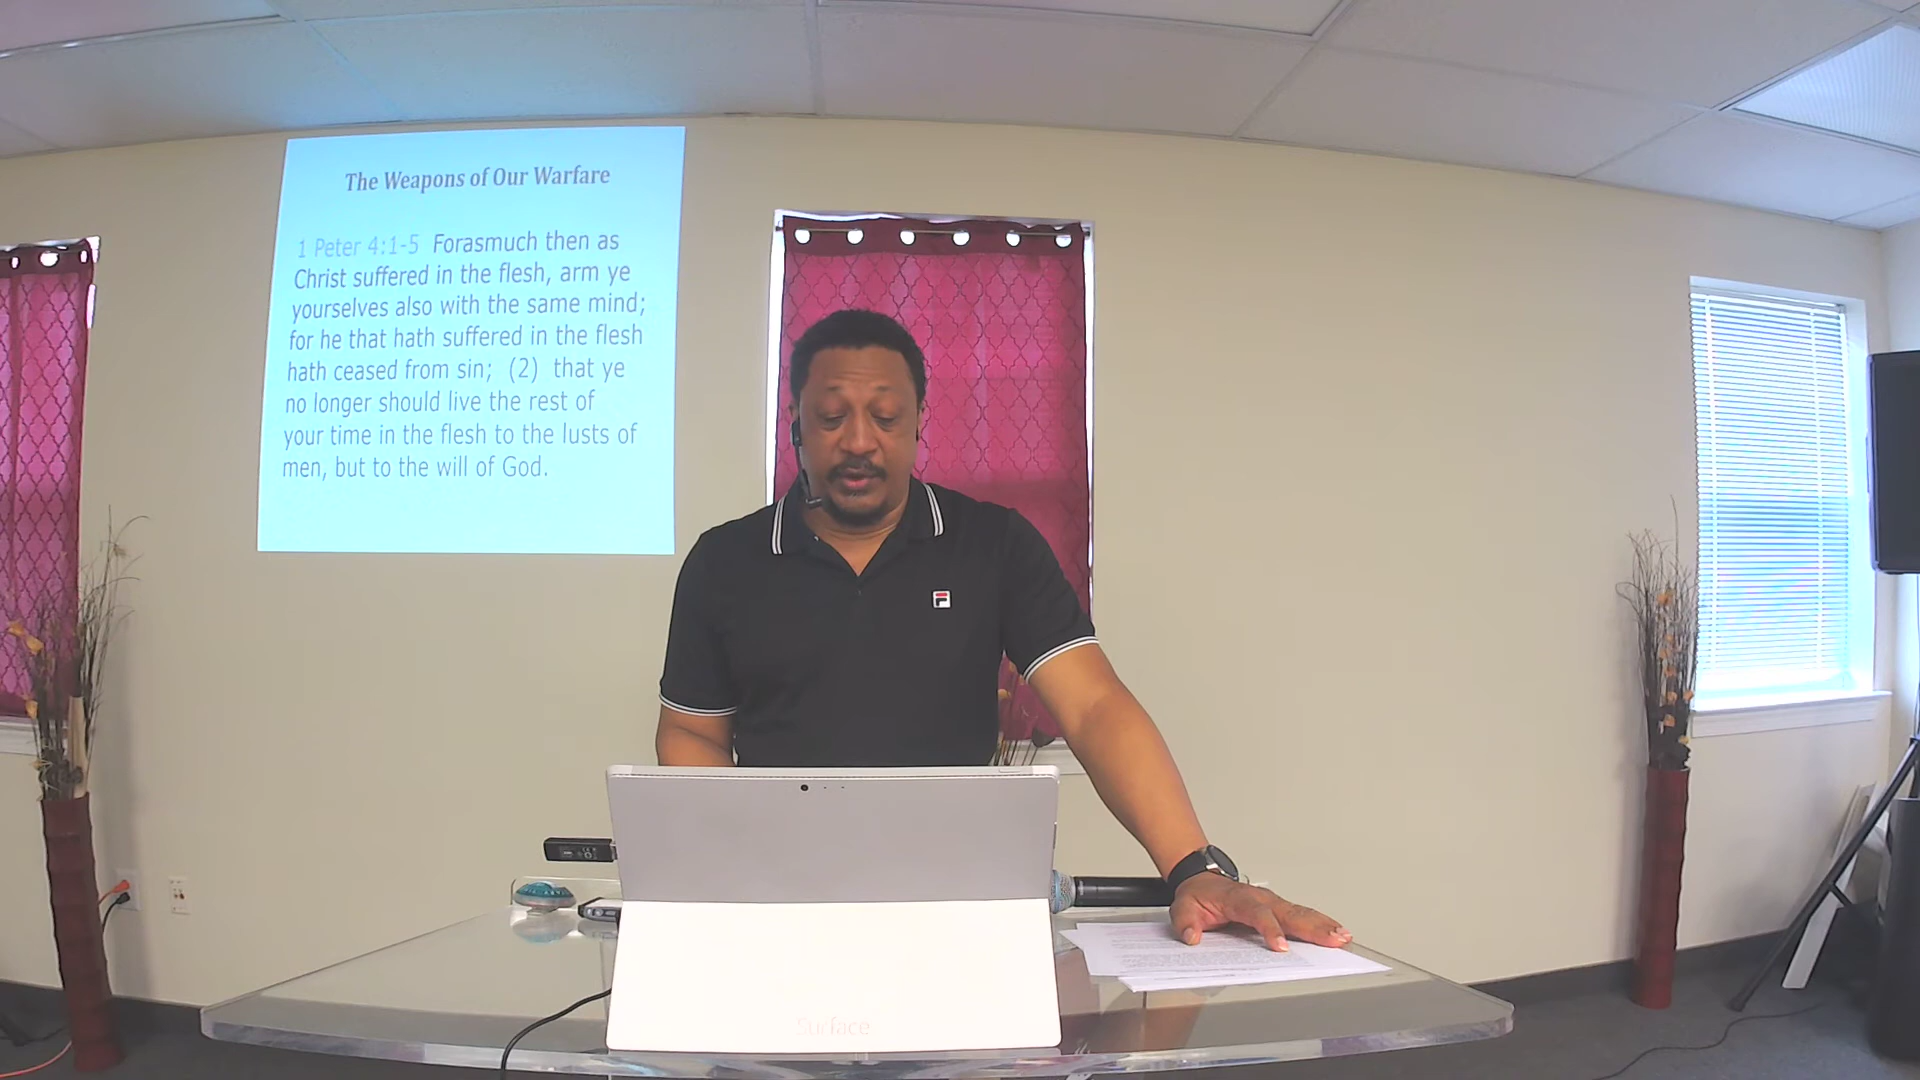 The Weapons of Our Warfare
1 Peter 4:1-5 Forasmuch then as
Christ suffered in the flesh, arm ye
yourselves also with the same mind;
for he that hath suffered in the flesh
hath ceased from sin; (2) that ye
no longer should live the rest of
your time in the flesh to the lusts of
men, but to the will of God.
Surface